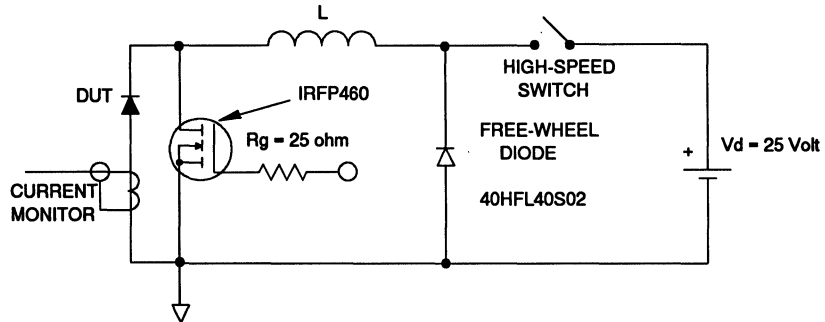 L
HIGH-SPEED
SWITCH
DUT
IRFP460
Rg = 25 ohm
FREE-WHEEL
DIODE
40HFL40S02
+
Vd = 25 Volt
CURRENT
MONITOR